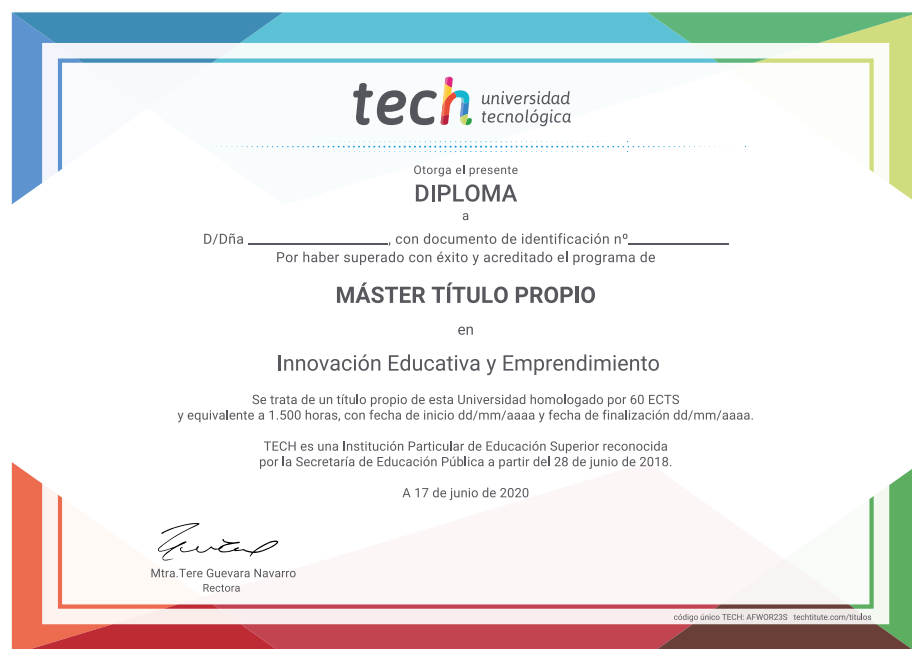 tech universidad
tecnológica
Otorga el presente
DIPLOMA
a
D/Dña ________________, con documento de identificación nº____________
Por haber superado con éxito y acreditado el programa de
MÁSTER TÍTULO PROPIO
en
Innovación Educativa y Emprendimiento
Se trata de un título propio de esta Universidad homologado por 60 ECTS
y equivalente a 1.500 horas, con fecha de inicio dd/mm/aaaa y fecha de finalización dd/mm/aaaa.
TECH es una Institución Particular de Educación Superior reconocida
por la Secretaría de Educación Pública a partir del 28 de junio de 2018.
A 17 de junio de 2020
Mtra.Tere Guevara Navarro
Rectora
código único TECH: AFWOR23S techtitute.com/titulos